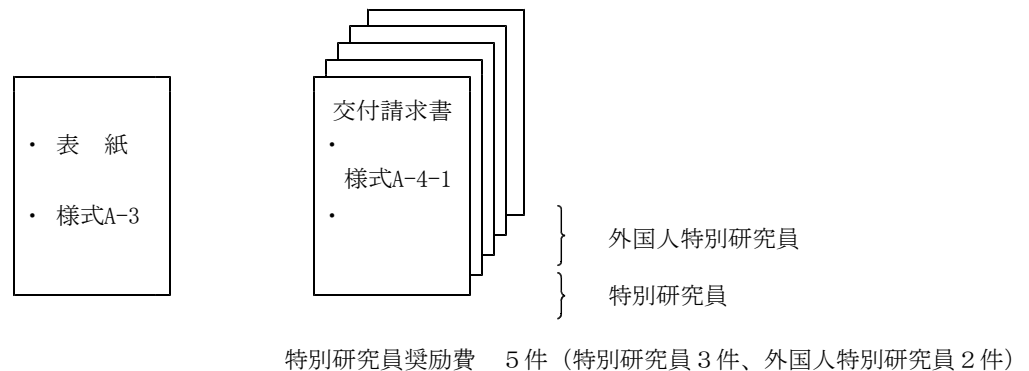 ・ 表　紙
・ 様式A-3
交付請求書
・
様式A-4-1
・
外国人特別研究員
特別研究員
特別研究員奨励費　５件（特別研究員３件、外国人特別研究員２件）